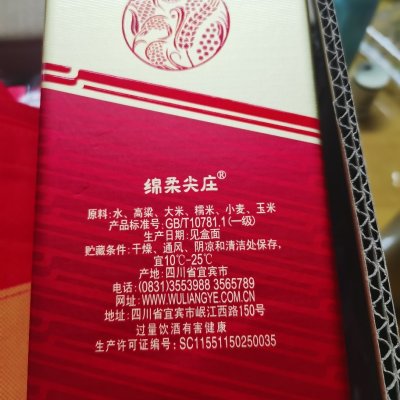 绵柔尖庄®
原料:水、高粱、大米、糯米、小麦、玉米
产品标准号:GB/T10781.1(一级)
生产日期:见盒面
贮藏条件:干燥、通风、阴凉和清洁处保存,
宜10℃-25℃
产地:四川省宜宾市
电话:(0831)3553988 3565789
网址:WWW.WULIANGYE.COM.CN
地址:四川省宜宾市岷江西路150号
过量饮酒有害健康
生产许可证编号:SC11551150250035